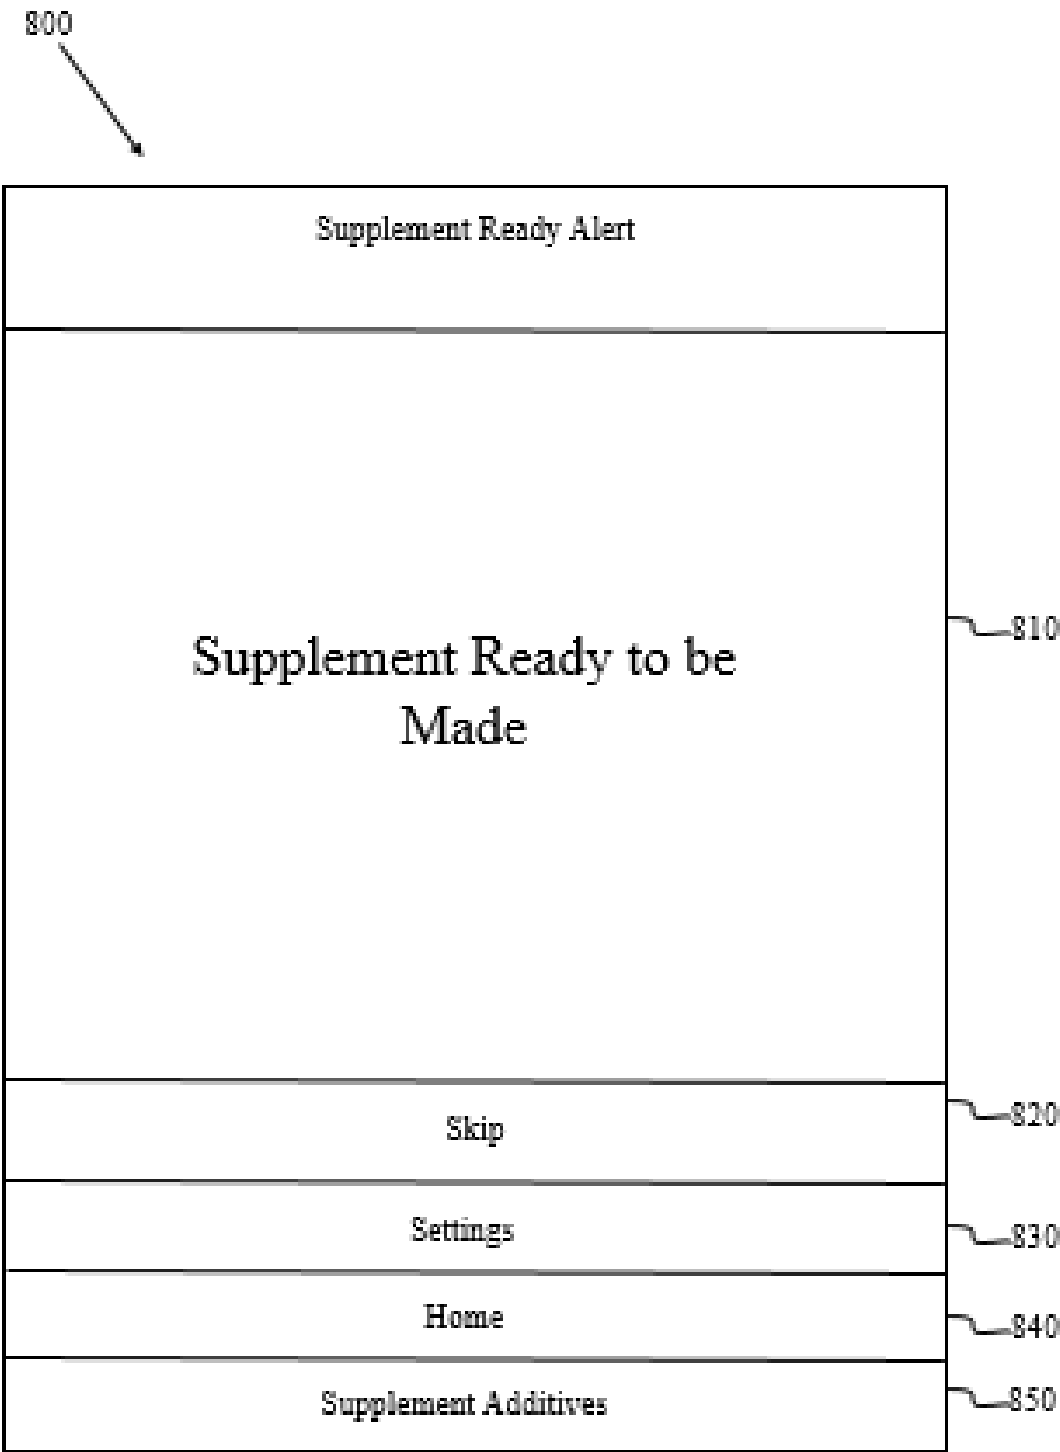 800
Supplement Ready Alert
Supplement Ready to be
Made
810
Skip
820
Settings
830
Home
840
Supplement Additives
850